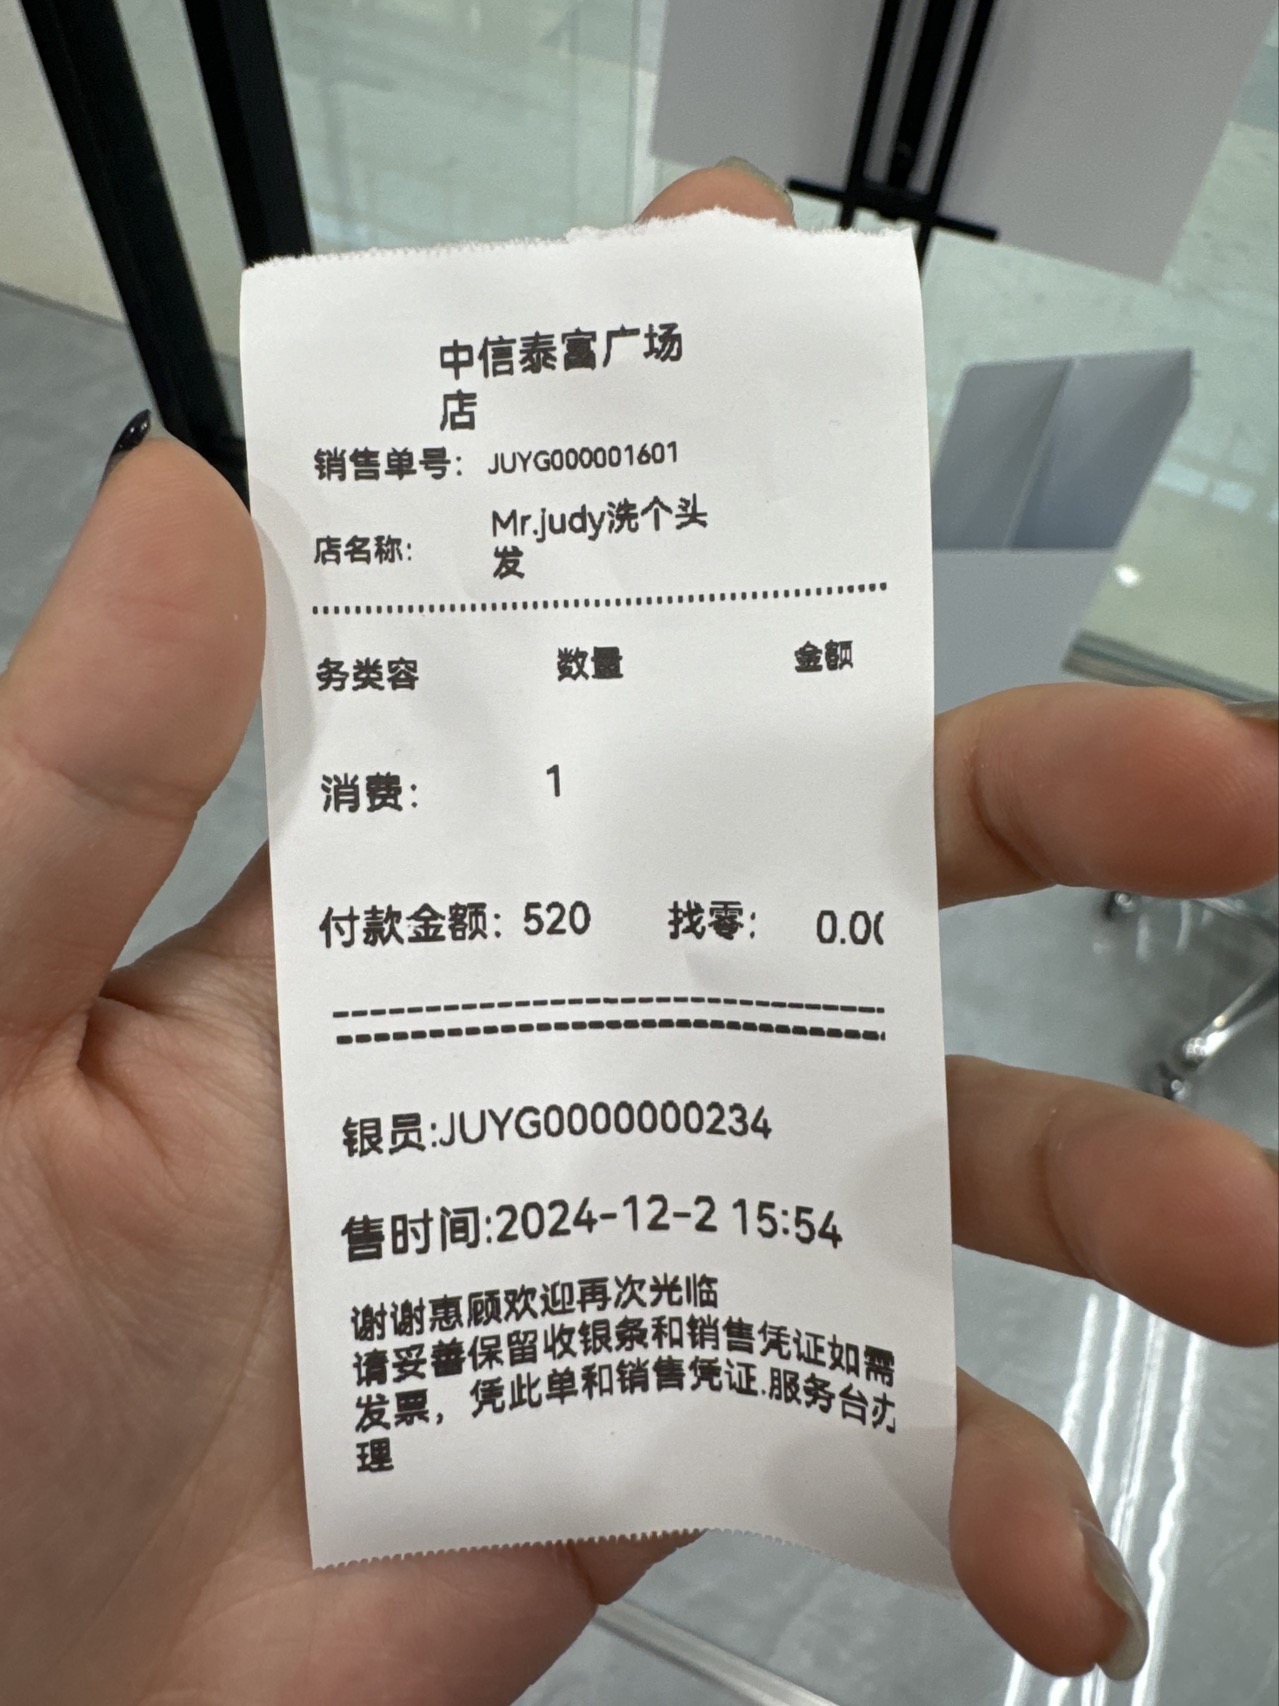 中信泰富广场
店
销售单号: JUYG000001601
店名称: Mr.judy洗个头
发
务类容 数量 金额
消费: 1
付款金额: 520 找零: 0.0(
银员:JUYG0000000234
售时间:2024-12-2 15:54
谢谢惠顾欢迎再次光临
请妥善保留收银条和销售凭证如需
发票，凭此单和销售凭证.服务台办
理